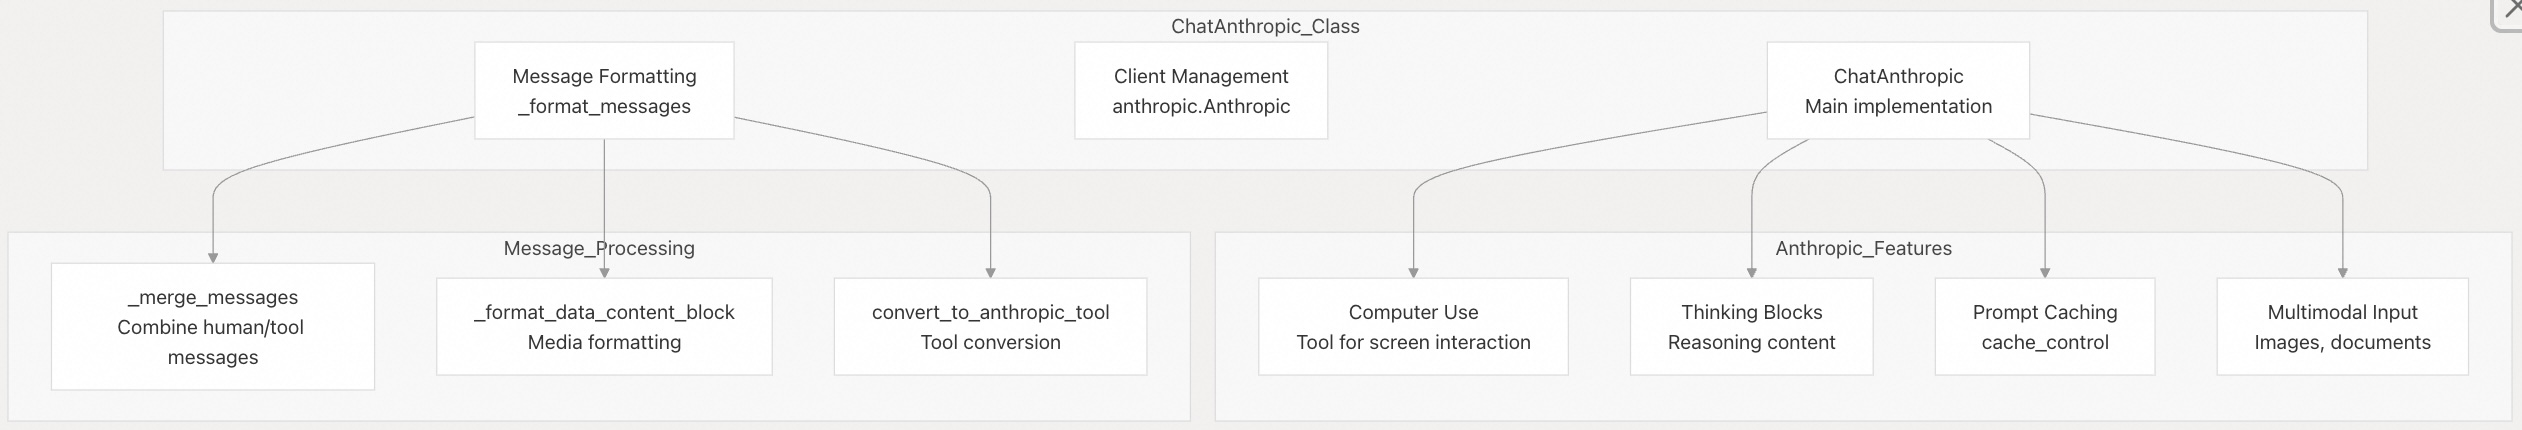 ChatAnthropic_Class
Message Formatting
_format_messages
Client Management
anthropic.Anthropic
ChatAnthropic
Main implementation
Message_Processing
_merge_messages
Combine human/tool
messages
_format_data_content_block
Media formatting
convert_to_anthropic_tool
Tool conversion
Anthropic_Features
Computer Use
Tool for screen interaction
Thinking Blocks
Reasoning content
Prompt Caching
cache_control
Multimodal Input
Images, documents